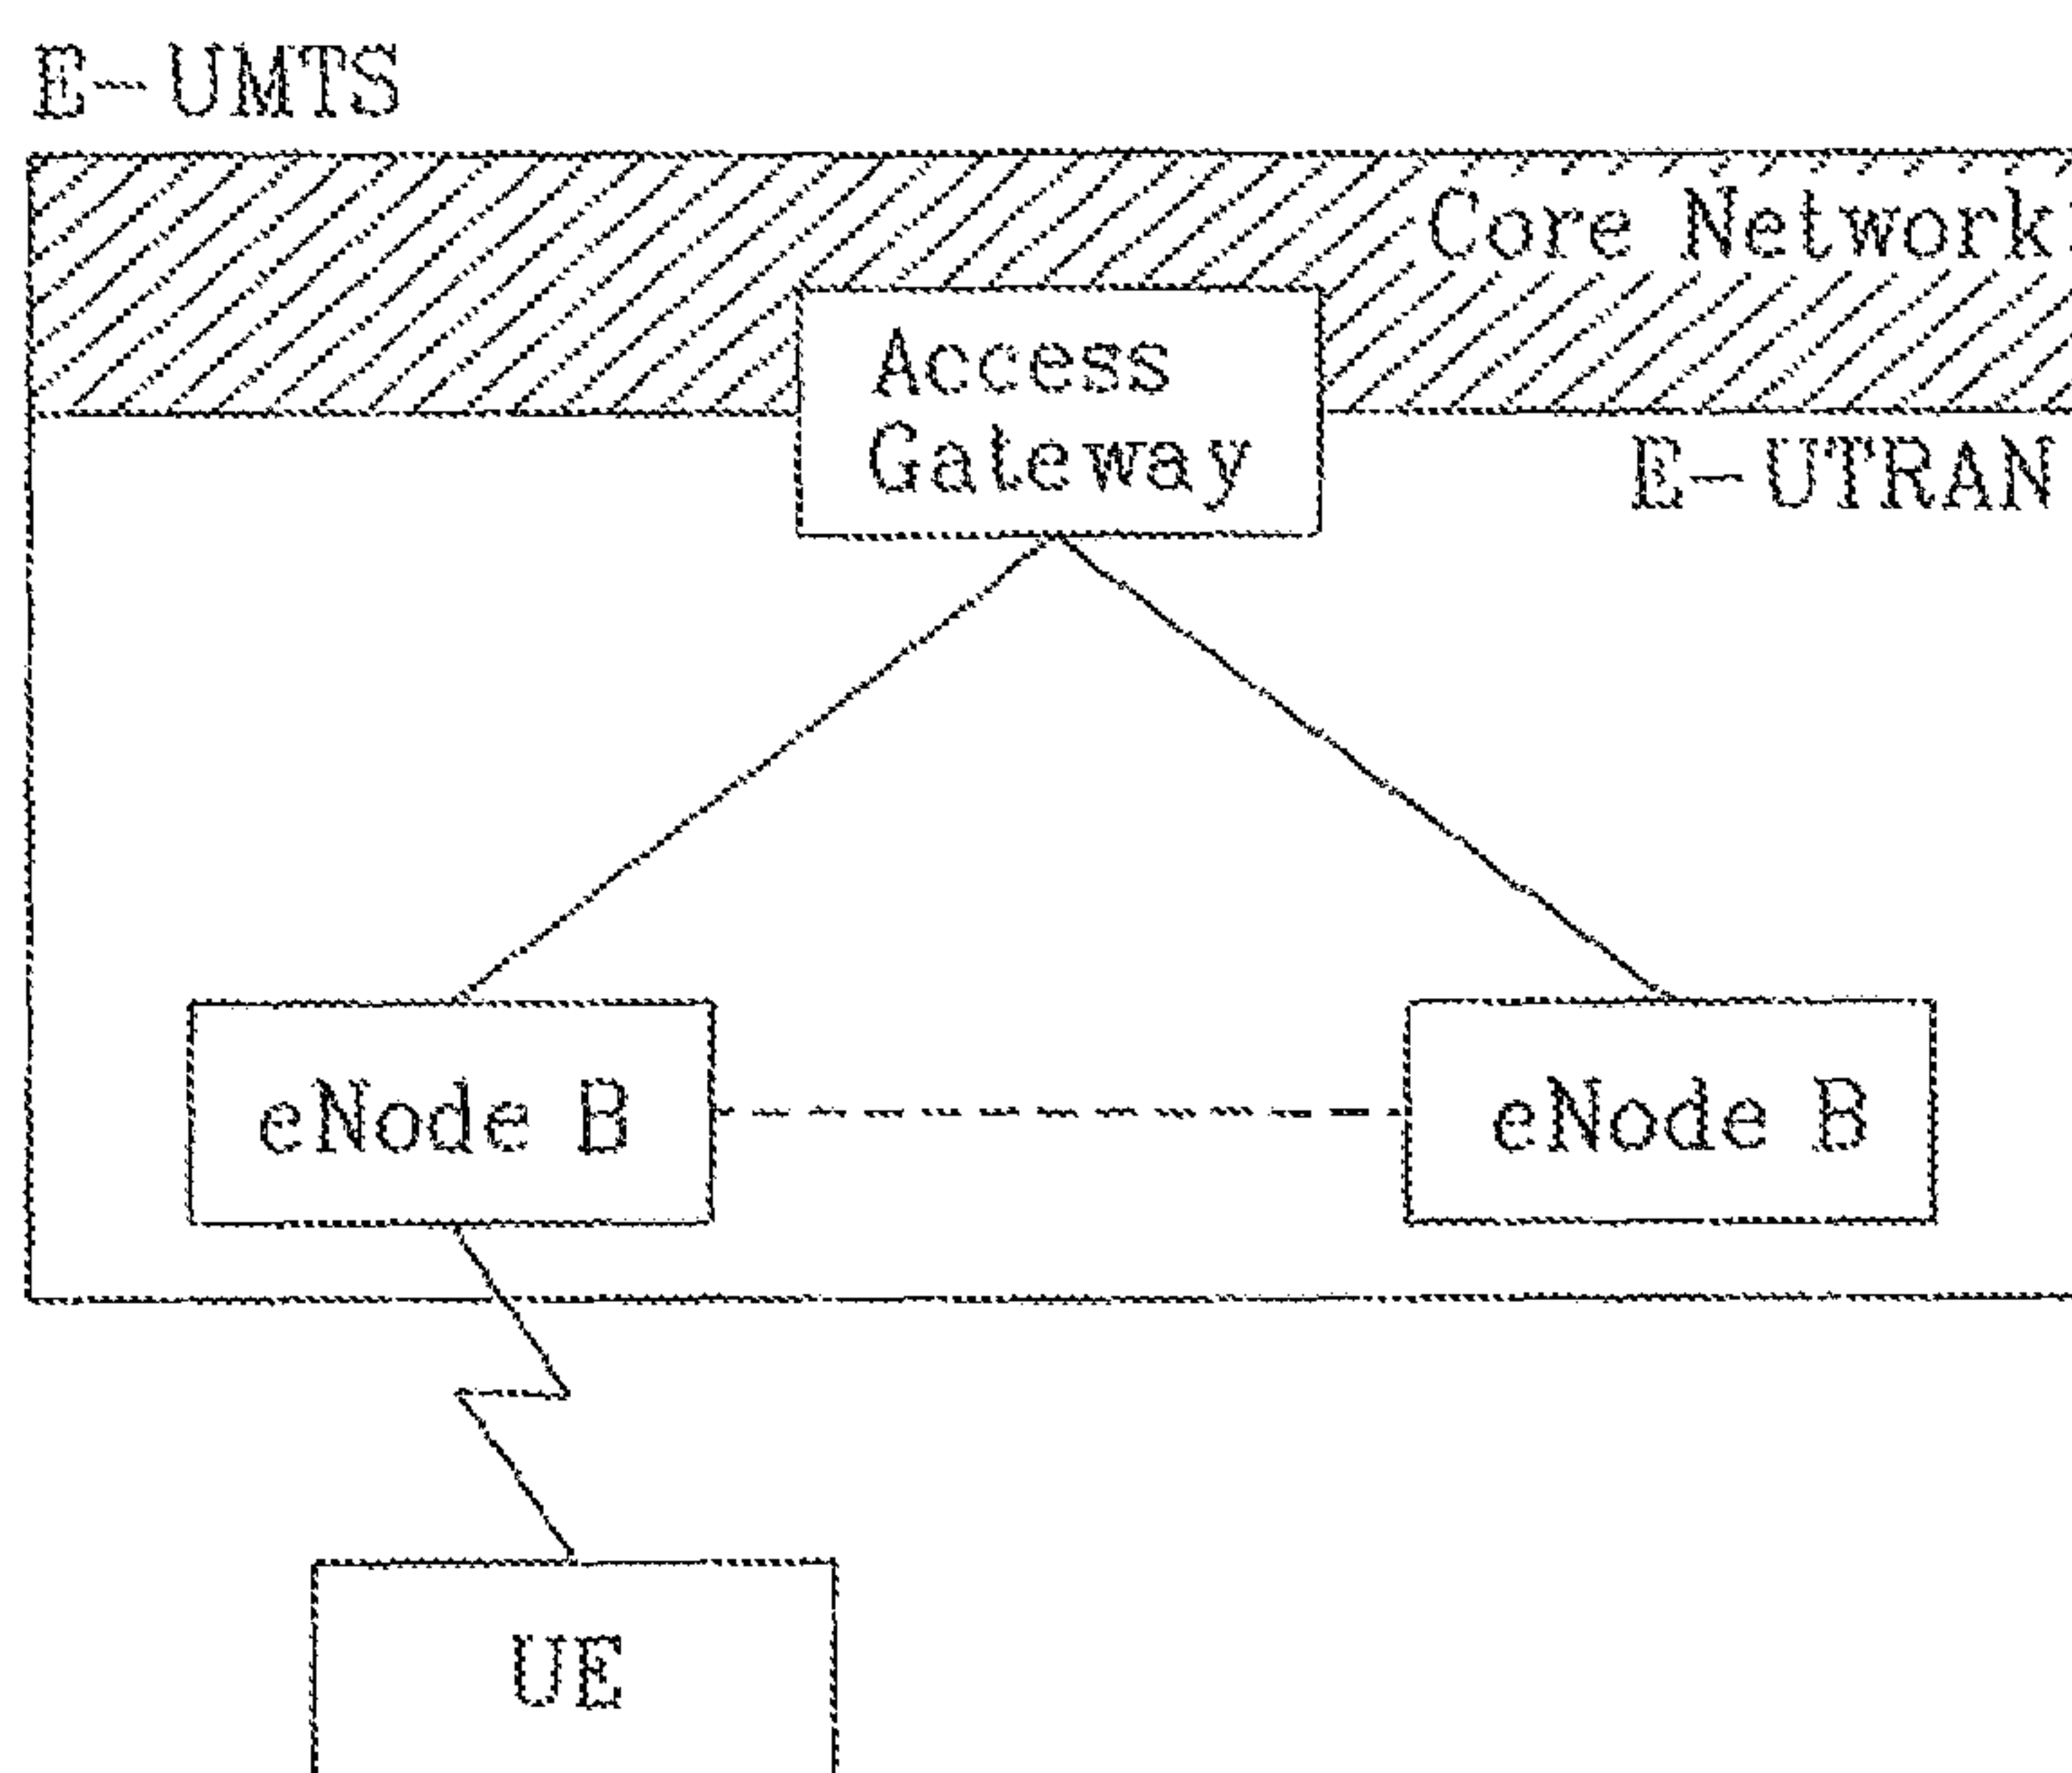 E-UMTS
Core Network
Access
Gateway
E-UTRAN
eNode B
eNode B
UE